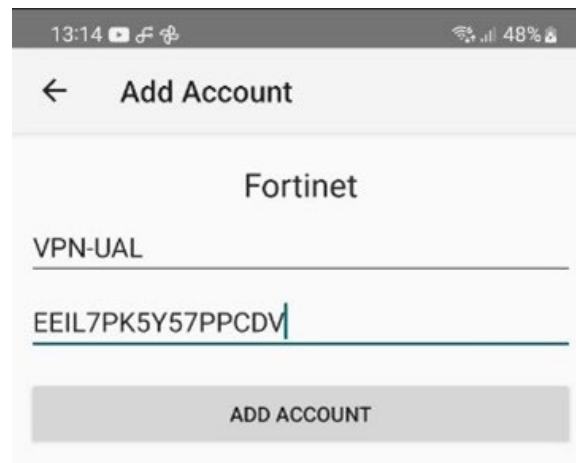 13:14 48%
Add Account
Fortinet
VPN-UAL
EEIL7PK5Y57PPCDV
ADD ACCOUNT